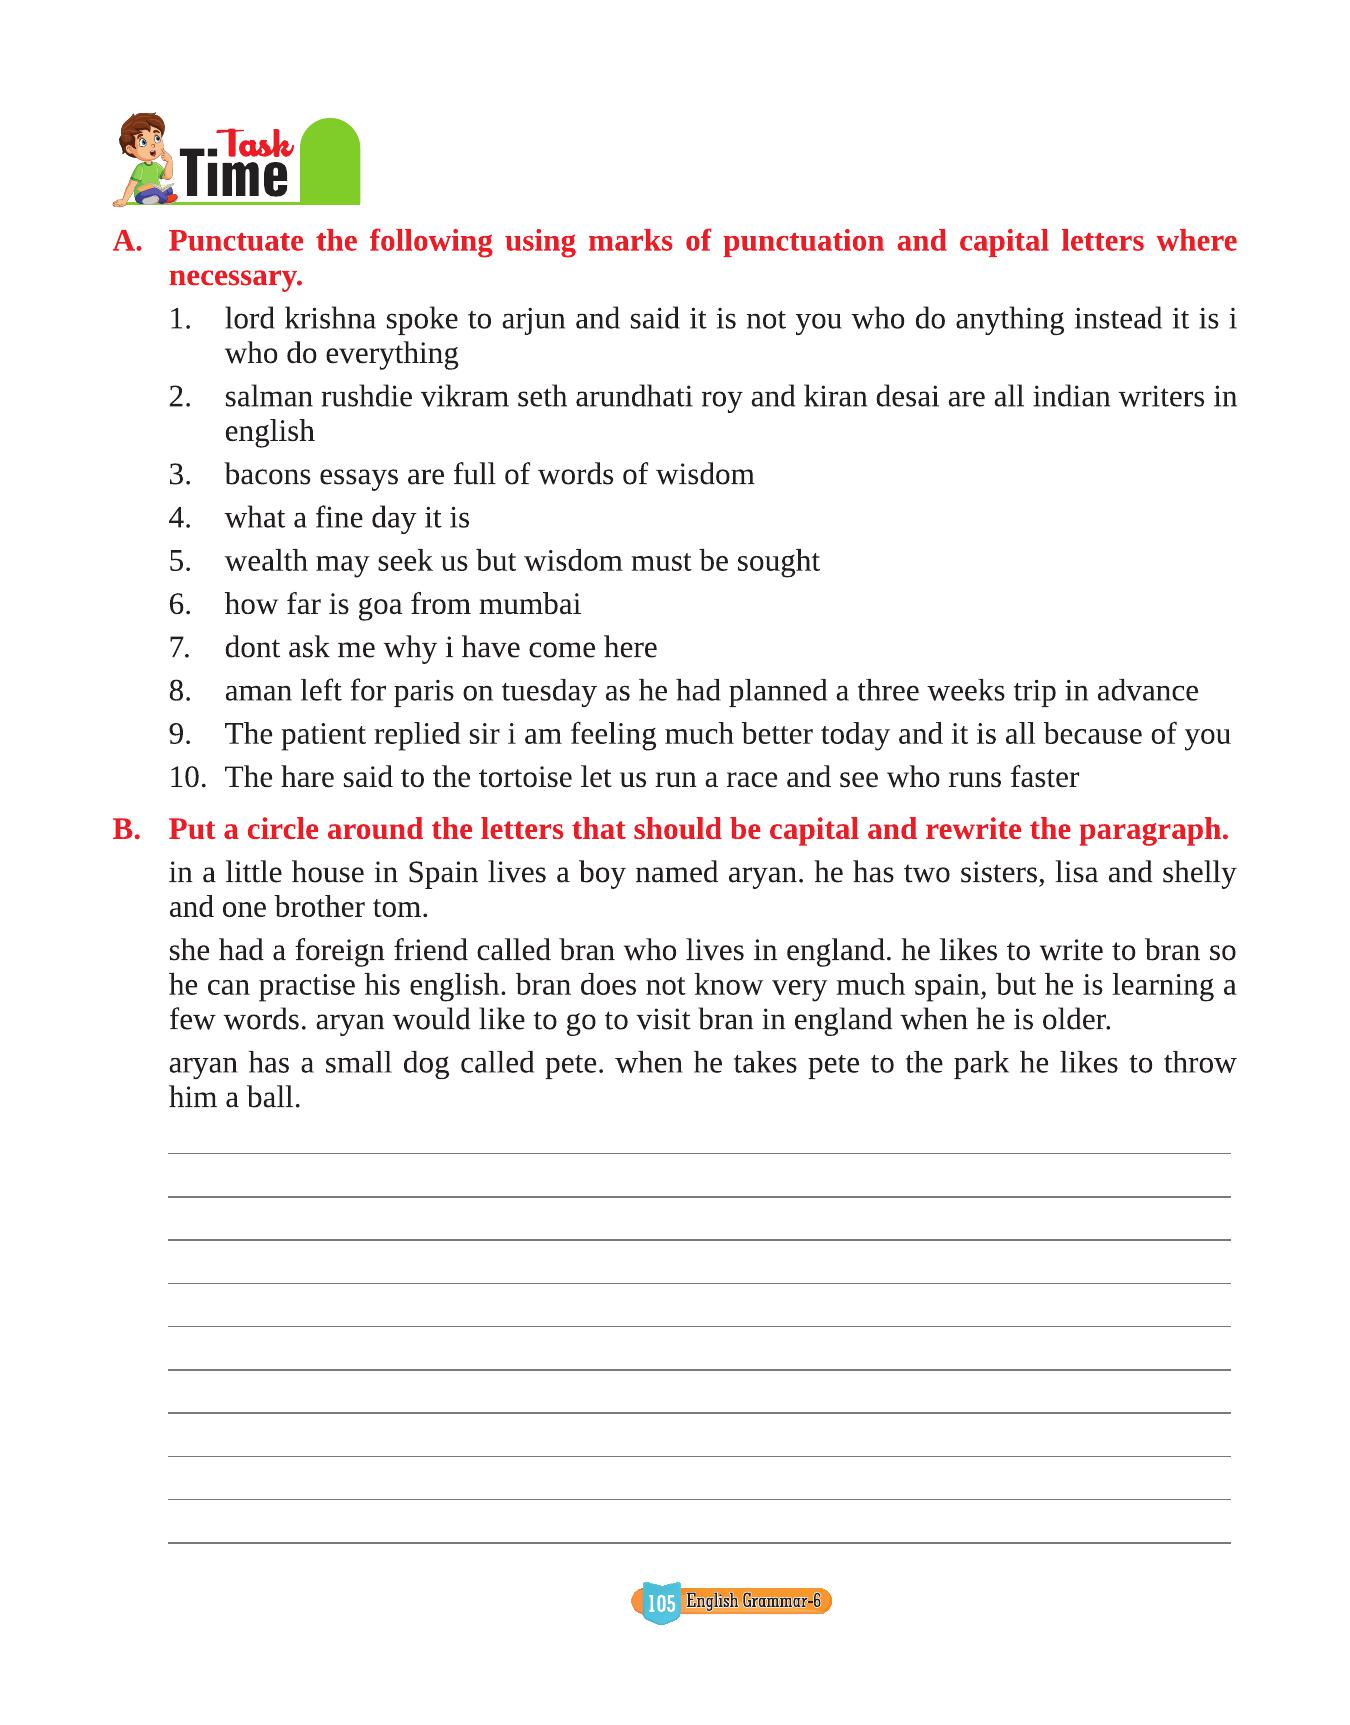 Task
Time
A. Punctuate the following using marks of punctuation and capital letters where
necessary.
1. lord krishna spoke to arjun and said it is not you who do anything instead it is i
who do everything
2. salman rushdie vikram seth arundhati roy and kiran desai are all indian writers in
english
3. bacons essays are full of words of wisdom
4. what a fine day it is
5. wealth may seek us but wisdom must be sought
6. how far is goa from mumbai
7. dont ask me why i have come here
8. aman left for paris on tuesday as he had planned a three weeks trip in advance
9. The patient replied sir i am feeling much better today and it is all because of you
10. The hare said to the tortoise let us run a race and see who runs faster
B. Put a circle around the letters that should be capital and rewrite the paragraph.
in a little house in Spain lives a boy named aryan. he has two sisters, lisa and shelly
and one brother tom.
she had a foreign friend called bran who lives in england. he likes to write to bran so
he can practise his english. bran does not know very much spain, but he is learning a
few words. aryan would like to go to visit bran in england when he is older.
aryan has a small dog called pete. when he takes pete to the park he likes to throw
him a ball.
105 English Grammar-6